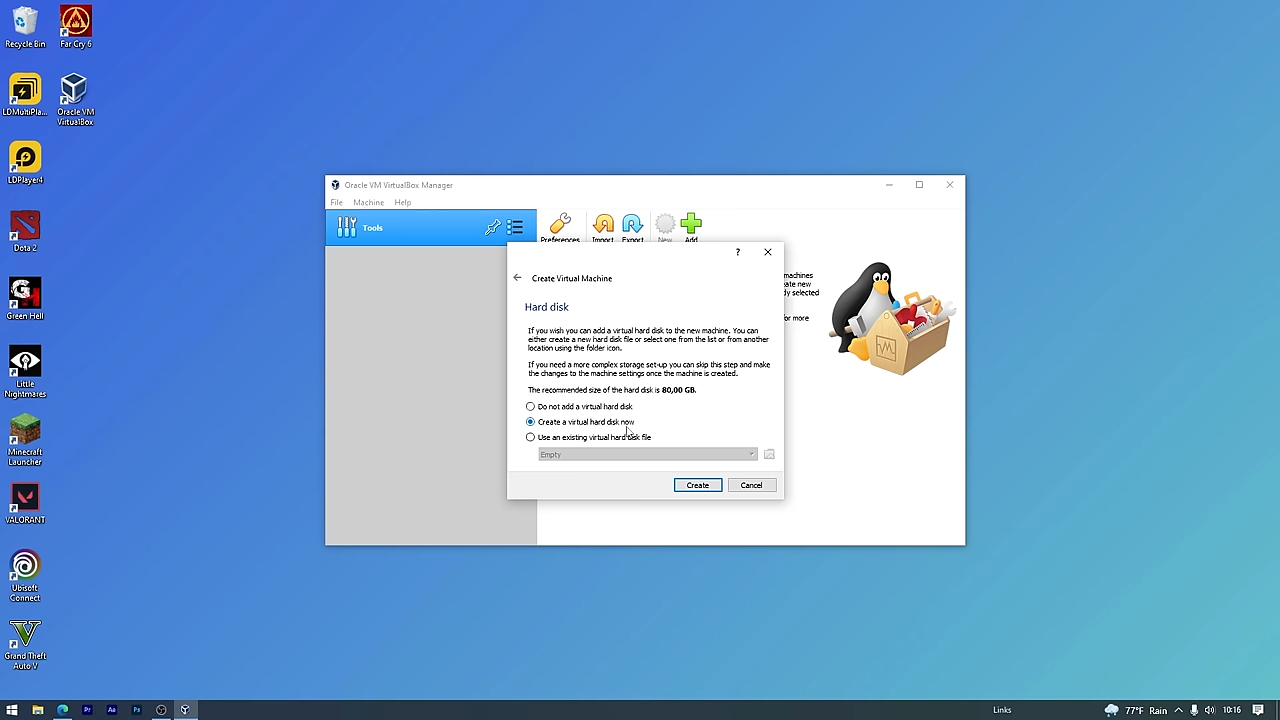 Recycle Bin
Far Cry 6
LDMultiPla...
Oracle VM
VirtualBox
LDPlayer4
Dota 2
Green Hell
Little
Nightmares
Minecraft
Launcher
VALORANT
Ubisoft
Connect
Grand Theft
Auto V
Oracle VM VirtualBox Manager
File Machine Help
Tools
Preferences Import Export New Add
machines
ate new
ly selected
or more
Create Virtual Machine
Hard disk
If you wish you can add a virtual hard disk to the new machine. You can
either create a new hard disk file or select one from the list or from another
location using the folder icon.
If you need a more complex storage set-up you can skip this step and make
the changes to the machine settings once the machine is created.
The recommended size of the hard disk is 80,00 GB.
Do not add a virtual hard disk
Create a virtual hard disk now
Use an existing virtual hard disk file
Empty
Create Cancel
Pr Ae Ps
Links
77°F Rain
10:16